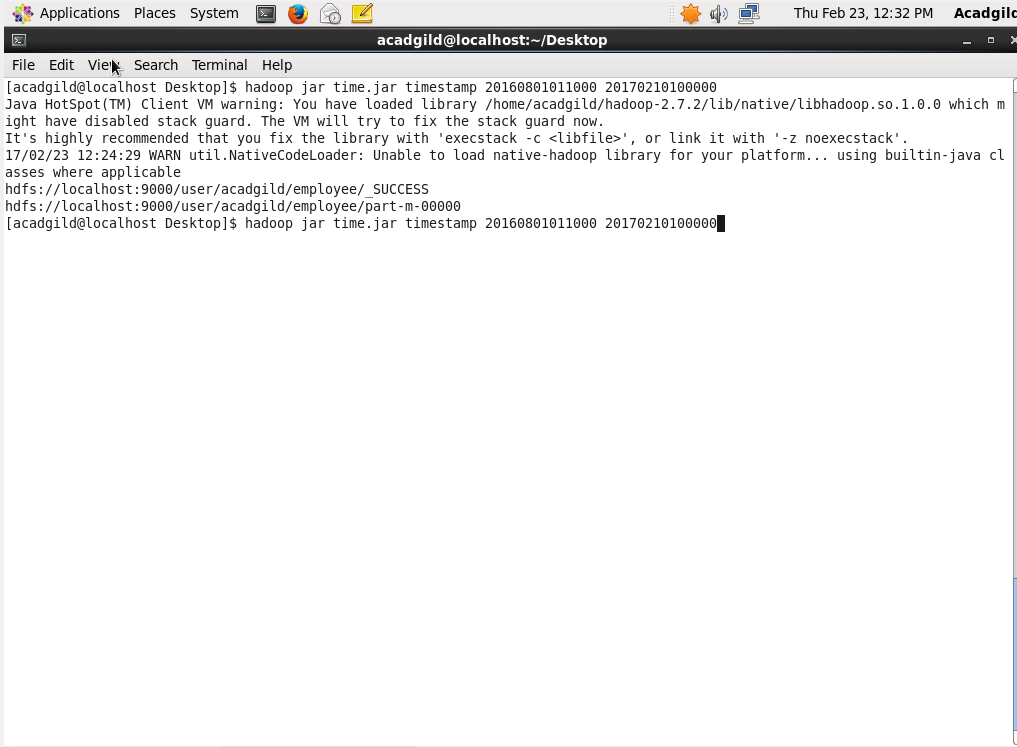 Applications Places System Thu Feb 23, 12:32 PM Acadgild
acadgild@localhost:~/Desktop
File Edit View Search Terminal Help
[acadgild@localhost Desktop]$ hadoop jar time.jar timestamp 20160801011000 20170210100000
Java HotSpot(TM) Client VM warning: You have loaded library /home/acadgild/hadoop-2.7.2/lib/native/libhadoop.so.1.0.0 which m
ight have disabled stack guard. The VM will try to fix the stack guard now.
It's highly recommended that you fix the library with 'execstack -c <libfile>', or link it with '-z noexecstack'.
17/02/23 12:24:29 WARN util.NativeCodeLoader: Unable to load native-hadoop library for your platform... using builtin-java cl
asses where applicable
hdfs://localhost:9000/user/acadgild/employee/_SUCCESS
hdfs://localhost:9000/user/acadgild/employee/part-m-00000
[acadgild@localhost Desktop]$ hadoop jar time.jar timestamp 20160801011000 20170210100000